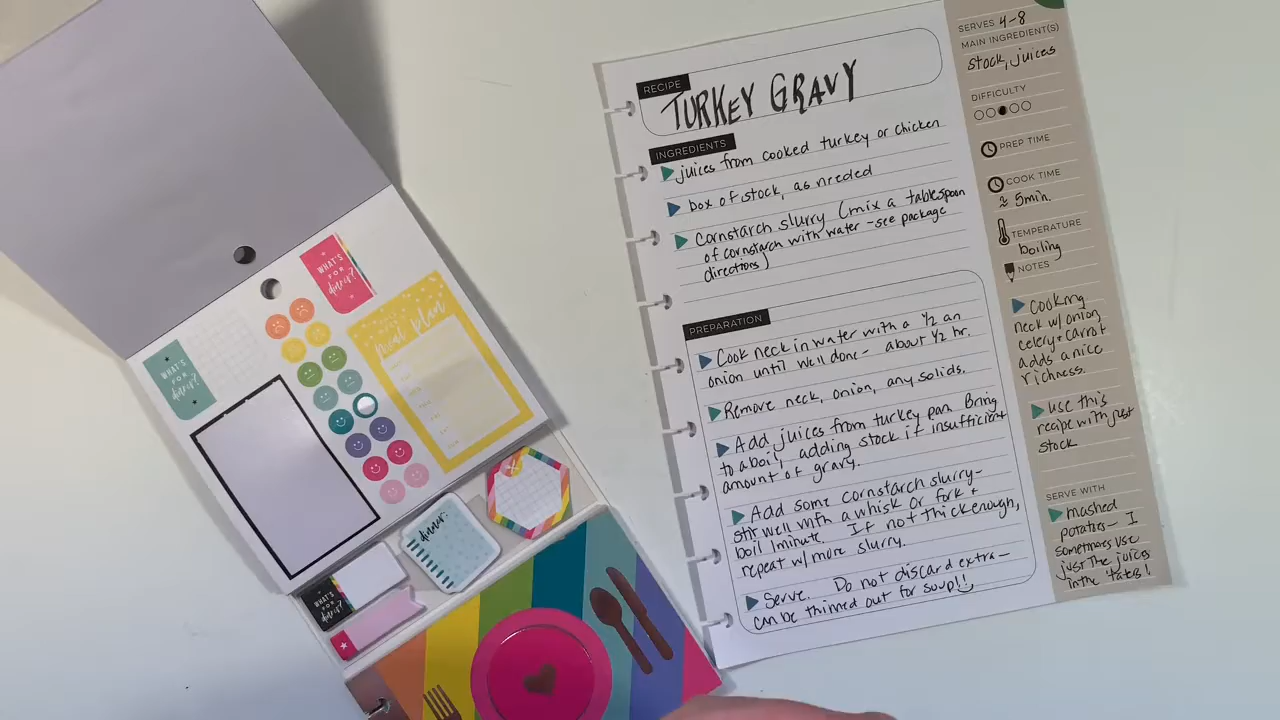 RECIPE
TURKEY GRAVY
INGREDIENTS
juices from cooked turkey or chicken
box of stock, as needed
Cornstarch slurry (mix a tablespoon
of cornstarch with water - see package
directions)
PREPARATION
Cook neck in water with a 1/2 an
onion until well done - about 1/2 hr.
Remove neck, onion, any solids.
Add juices from turkey pan. Bring
to a boil, adding stock if insufficient
amount of gravy.
Add some cornstarch slurry -
stir well with a whisk or fork +
boil 1 minute. If not thick enough,
repeat w/ more slurry.
Serve. Do not discard extra -
can be thinned out for soup!!
SERVES 4-8
MAIN INGREDIENT(S)
stock, juices
DIFFICULTY
PREP TIME
COOK TIME
≈ 5min.
TEMPERATURE
boiling
NOTES
Cooking
neck w/ onion
celery + carrot
adds a nice
richness.
use this
recipe with just
stock
SERVE WITH
mashed
potatoes - I
sometimes use
just the juices
in the 'taters!
WHAT'S
FOR
dinner?
meal plan
WHAT'S
FOR
dinner?
dinner:
WHAT'S
FOR
dinner?